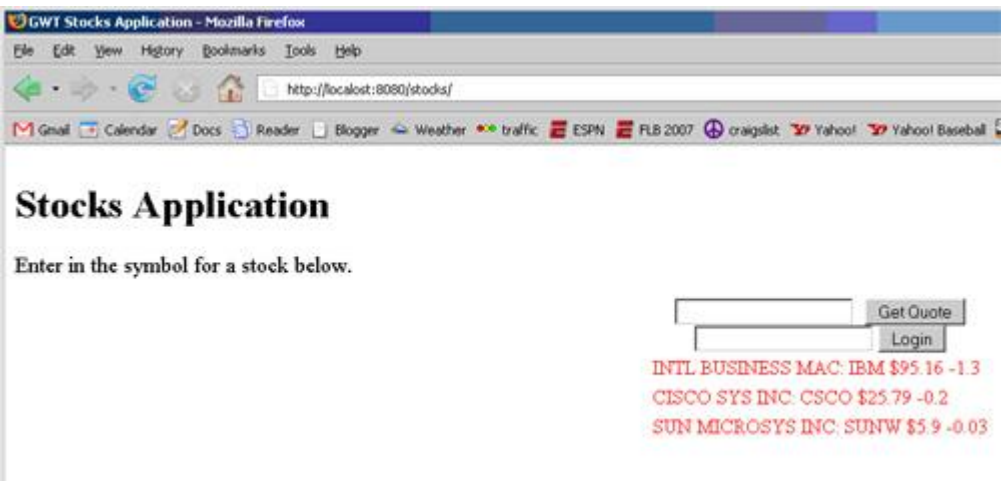 GWT Stocks Application - Mozilla Firefox
File Edit View History Bookmarks Tools Help
http://localost:8080/stocks/
Gmail Calendar Docs Reader Blogger Weather traffic ESPN FLB 2007 craigslist Yahoo! Yahoo! Baseball
Stocks Application
Enter in the symbol for a stock below.
Get Quote
Login
INTL BUSINESS MAC: IBM $95.16 -1.3
CISCO SYS INC: CSCO $25.79 -0.2
SUN MICROSYS INC: SUNW $5.9 -0.03